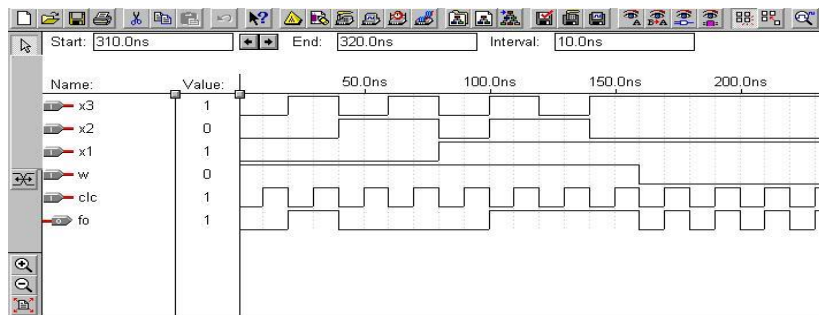 Start: 310.0ns End: 320.0ns Interval: 10.0ns
Name: Value: 50.0ns 100.0ns 150.0ns 200.0ns
x3 1
x2 0
x1 1
w 0
clc 1
fo 1